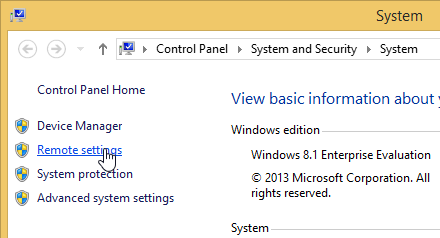 System
Control Panel System and Security System
Control Panel Home
Device Manager
Remote settings
System protection
Advanced system settings
View basic information about
Windows edition
Windows 8.1 Enterprise Evaluation
© 2013 Microsoft Corporation. All
rights reserved.
System